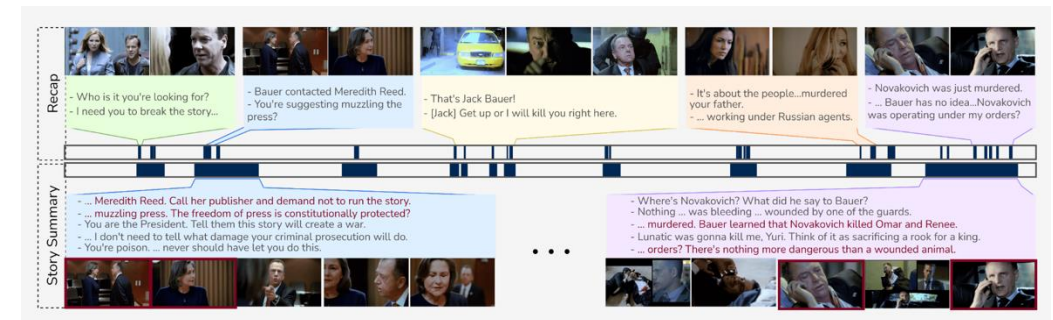 Recap
- Who is it you're looking for?
- I need you to break the story...
- Bauer contacted Meredith Reed.
- You're suggesting muzzling the
press?
- That's Jack Bauer!
- [Jack] Get up or I will kill you right here.
- It's about the people...murdered
your father.
- ... working under Russian agents.
- Novakovich was just murdered.
- ... Bauer has no idea...Novakovich
was operating under my orders?
Story Summary
- ... Meredith Reed. Call her publisher and demand not to run the story.
- ... muzzling press. The freedom of press is constitutionally protected?
- You are the President. Tell them this story will create a war.
- ... I don't need to tell what damage your criminal prosecution will do.
- You're poison. ... never should have let you do this.
• • •
- Where's Novakovich? What did he say to Bauer?
- Nothing ... was bleeding ... wounded by one of the guards.
- ... murdered. Bauer learned that Novakovich killed Omar and Renee.
- Lunatic was gonna kill me, Yuri. Think of it as sacrificing a rook for a king.
- ... orders? There's nothing more dangerous than a wounded animal.